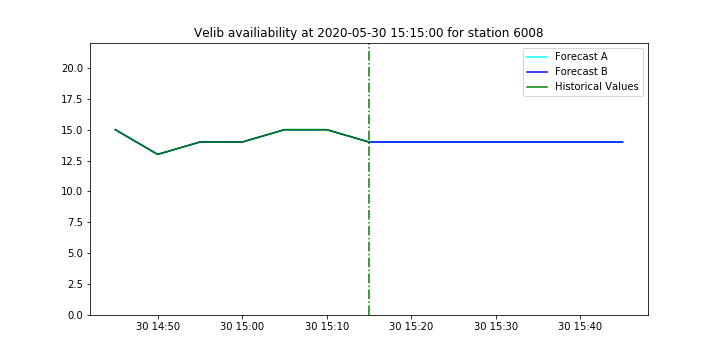 Velib availiability at 2020-05-30 15:15:00 for station 6008
Forecast A
Forecast B
Historical Values
20.0
17.5
15.0
12.5
10.0
7.5
5.0
2.5
0.0
30 14:50 30 15:00 30 15:10 30 15:20 30 15:30 30 15:40